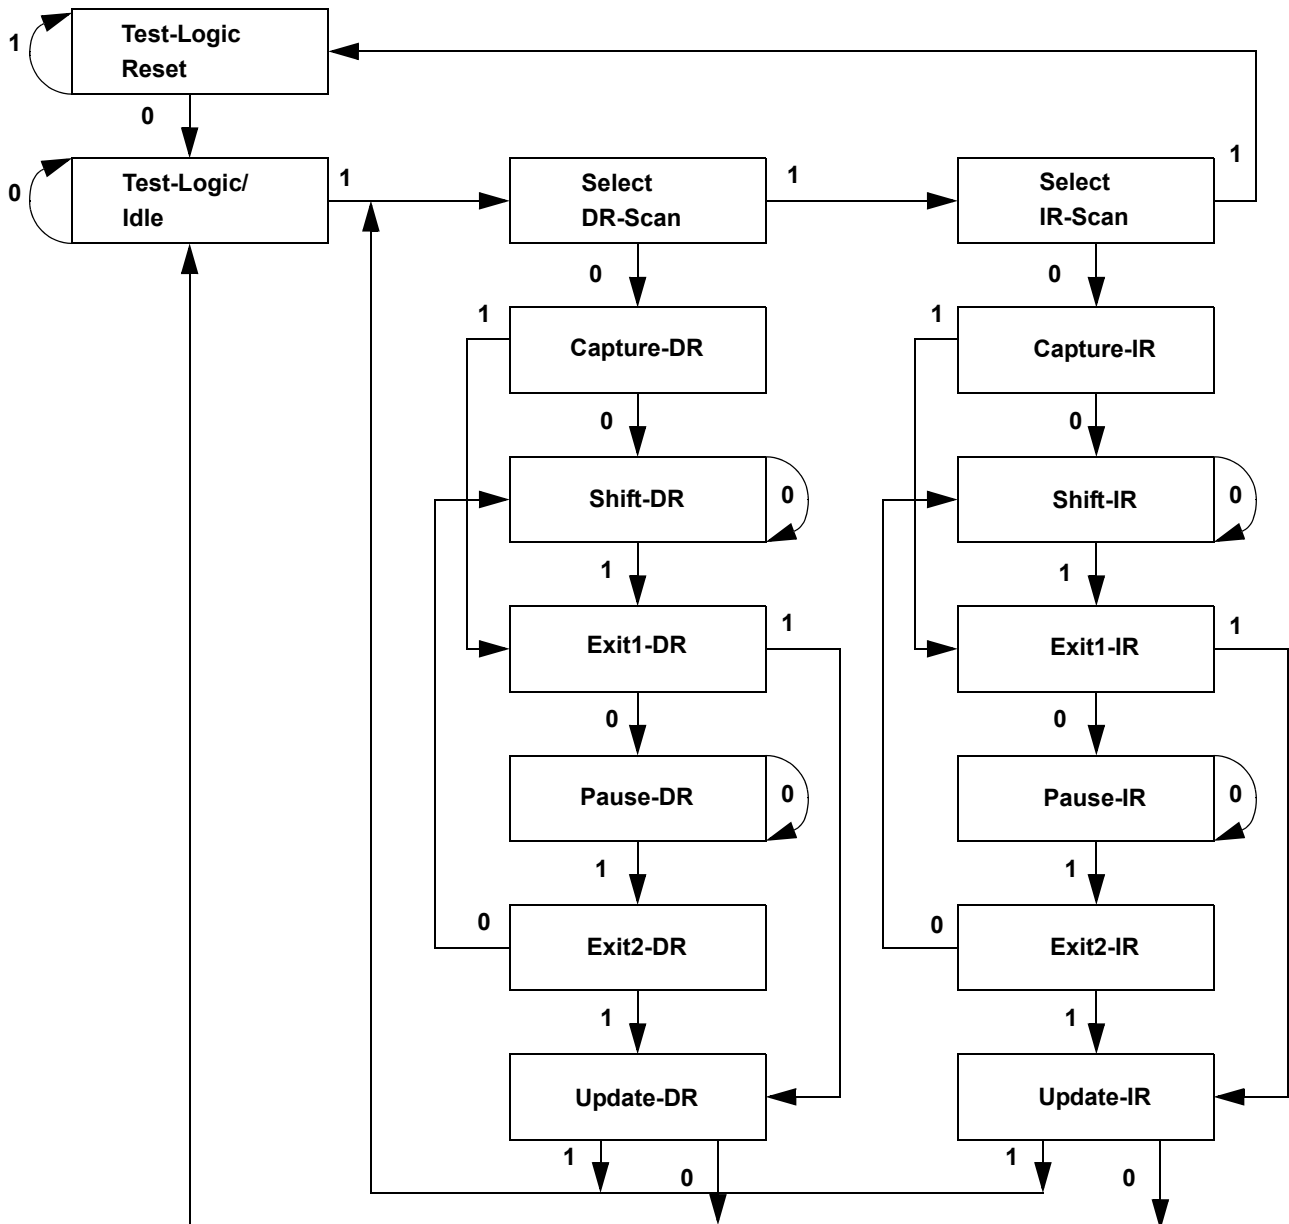 Test-Logic
Reset
1
0
Test-Logic/
Idle
0
1
Select
DR-Scan
1
Select
IR-Scan
1
0
0
1
Capture-DR
1
Capture-IR
0
0
Shift-DR
0
Shift-IR
0
1
1
Exit1-DR
1
Exit1-IR
1
0
0
Pause-DR
0
Pause-IR
0
1
1
0
Exit2-DR
0
Exit2-IR
1
1
Update-DR
Update-IR
1
0
1
0